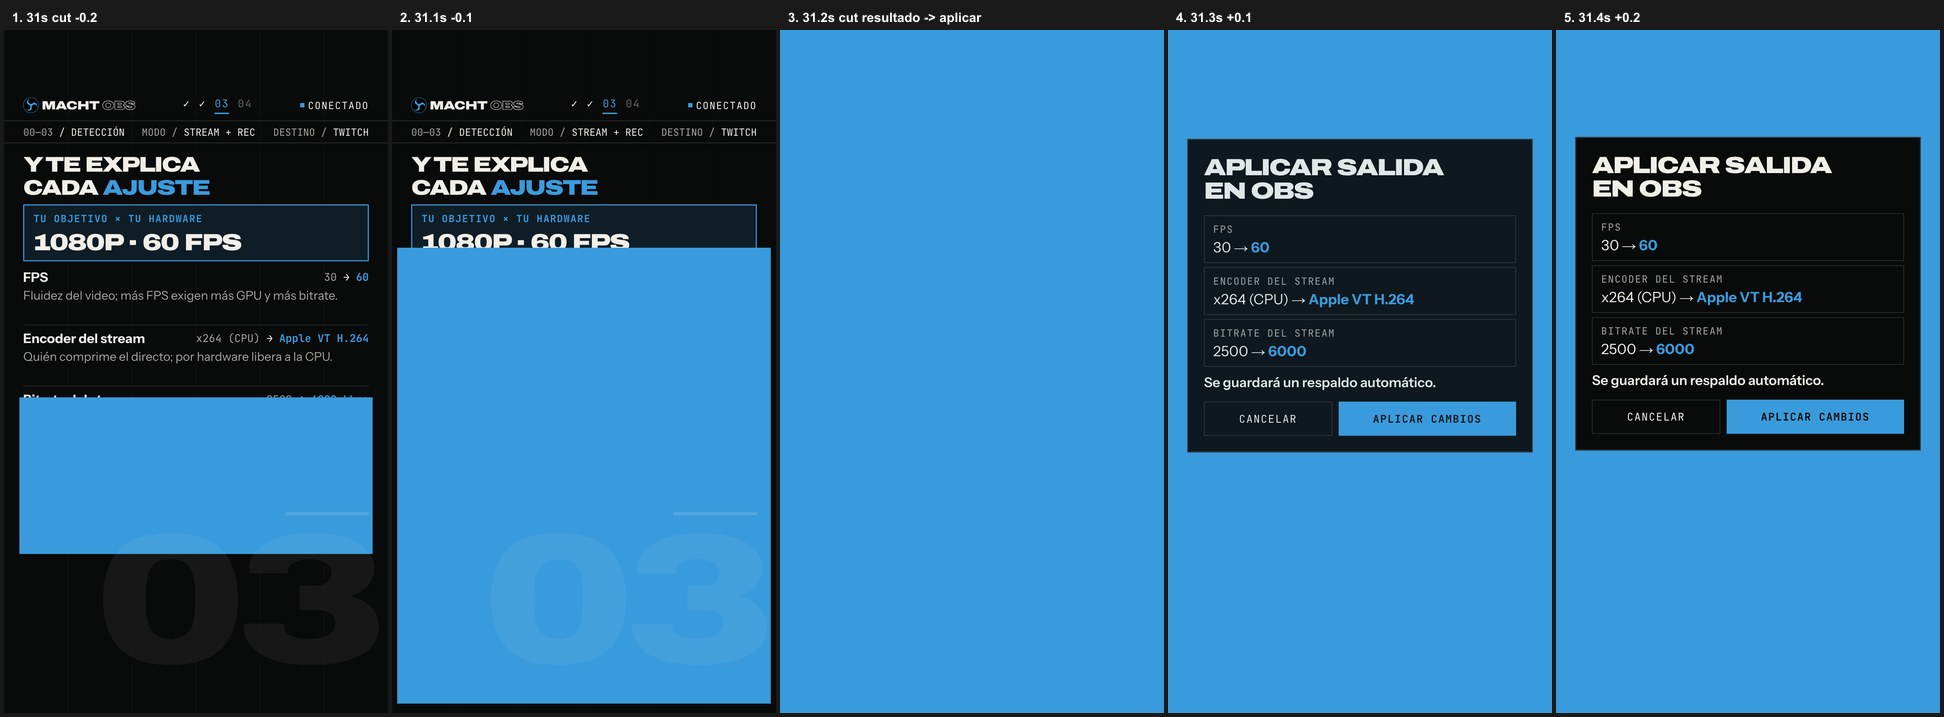 1. 31s cut -0.2
MACHT OBS
✓ ✓ 03 04
CONECTADO
00—03 / DETECCIÓN
MODO / STREAM + REC
DESTINO / TWITCH
Y TE EXPLICA
CADA AJUSTE
TU OBJETIVO × TU HARDWARE
1080P · 60 FPS
FPS
30 → 60
Fluidez del video; más FPS exigen más GPU y más bitrate.
Encoder del stream
x264 (CPU) → Apple VT H.264
Quién comprime el directo; por hardware libera a la CPU.
03
2. 31.1s -0.1
MACHT OBS
✓ ✓ 03 04
CONECTADO
00—03 / DETECCIÓN
MODO / STREAM + REC
DESTINO / TWITCH
Y TE EXPLICA
CADA AJUSTE
TU OBJETIVO × TU HARDWARE
1080P · 60 FPS
03
3. 31.2s cut resultado -> aplicar
4. 31.3s +0.1
APLICAR SALIDA
EN OBS
FPS
30 → 60
ENCODER DEL STREAM
x264 (CPU) → Apple VT H.264
BITRATE DEL STREAM
2500 → 6000
Se guardará un respaldo automático.
CANCELAR
APLICAR CAMBIOS
5. 31.4s +0.2
APLICAR SALIDA
EN OBS
FPS
30 → 60
ENCODER DEL STREAM
x264 (CPU) → Apple VT H.264
BITRATE DEL STREAM
2500 → 6000
Se guardará un respaldo automático.
CANCELAR
APLICAR CAMBIOS